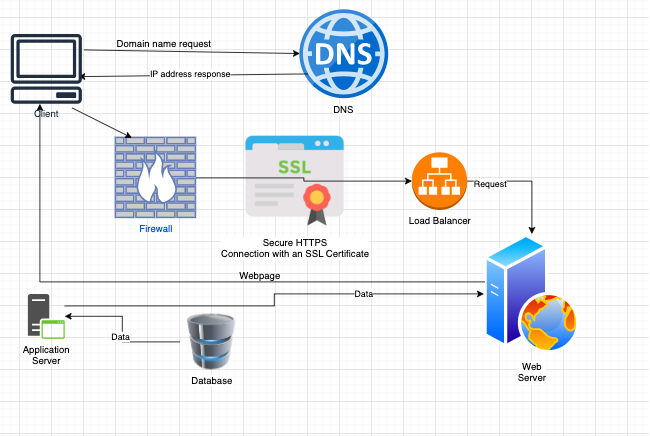 Domain name request
DNS
IP address response
DNS
Client
SSL
Firewall
Secure HTTPS
Connection with an SSL Certificate
Load Balancer
Request
Webpage
Data
Application
Server
Data
Database
Web
Server